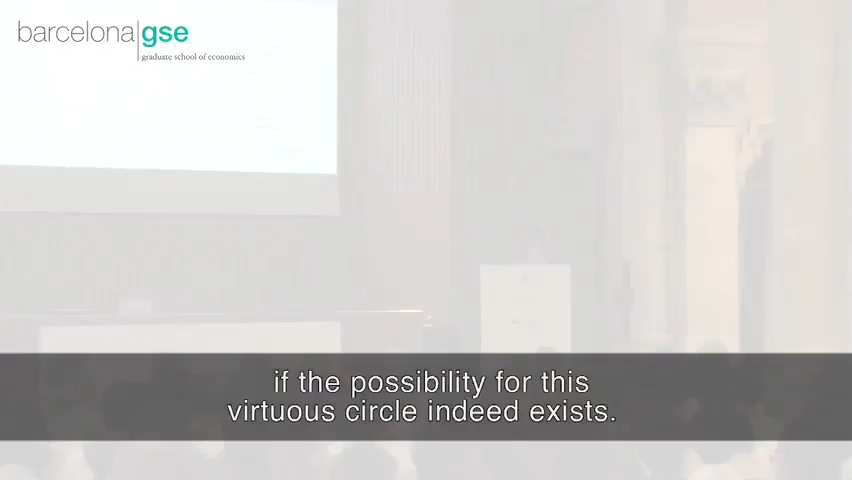 barcelona gse
graduate school of economics
if the possibility for this
virtuous circle indeed exists.